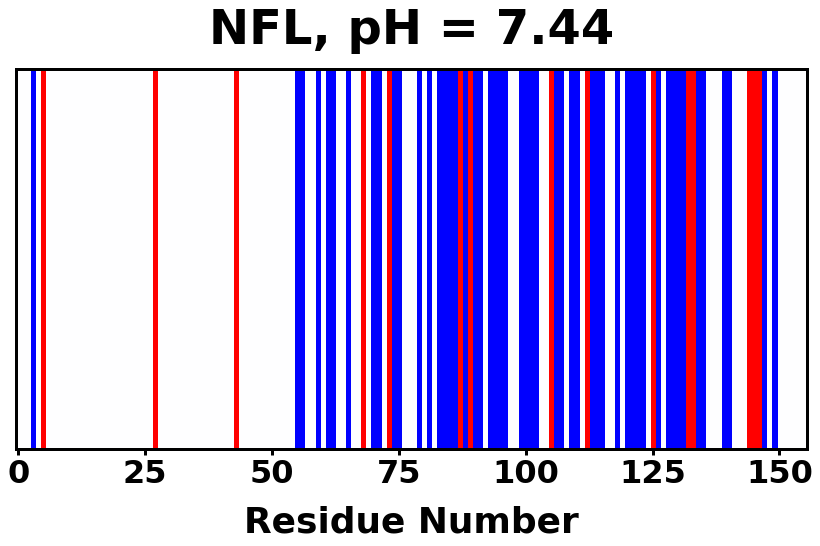 NFL, pH = 7.44
0 25 50 75 100 125 150
Residue Number